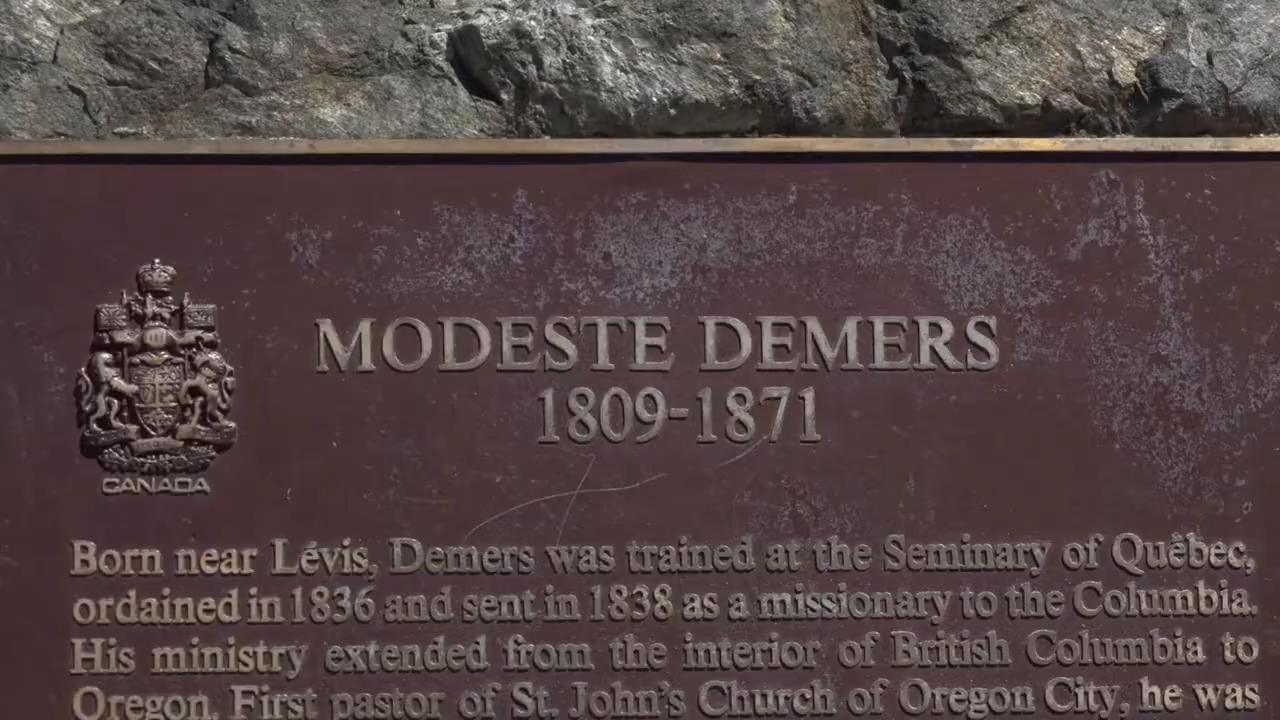 MODESTE DEMERS
1809-1871
CANADA
Born near Lévis, Demers was trained at the Seminary of Québec,
ordained in 1836 and sent in 1838 as a missionary to the Columbia.
His ministry extended from the interior of British Columbia to
Oregon. First pastor of St. John's Church of Oregon City, he was